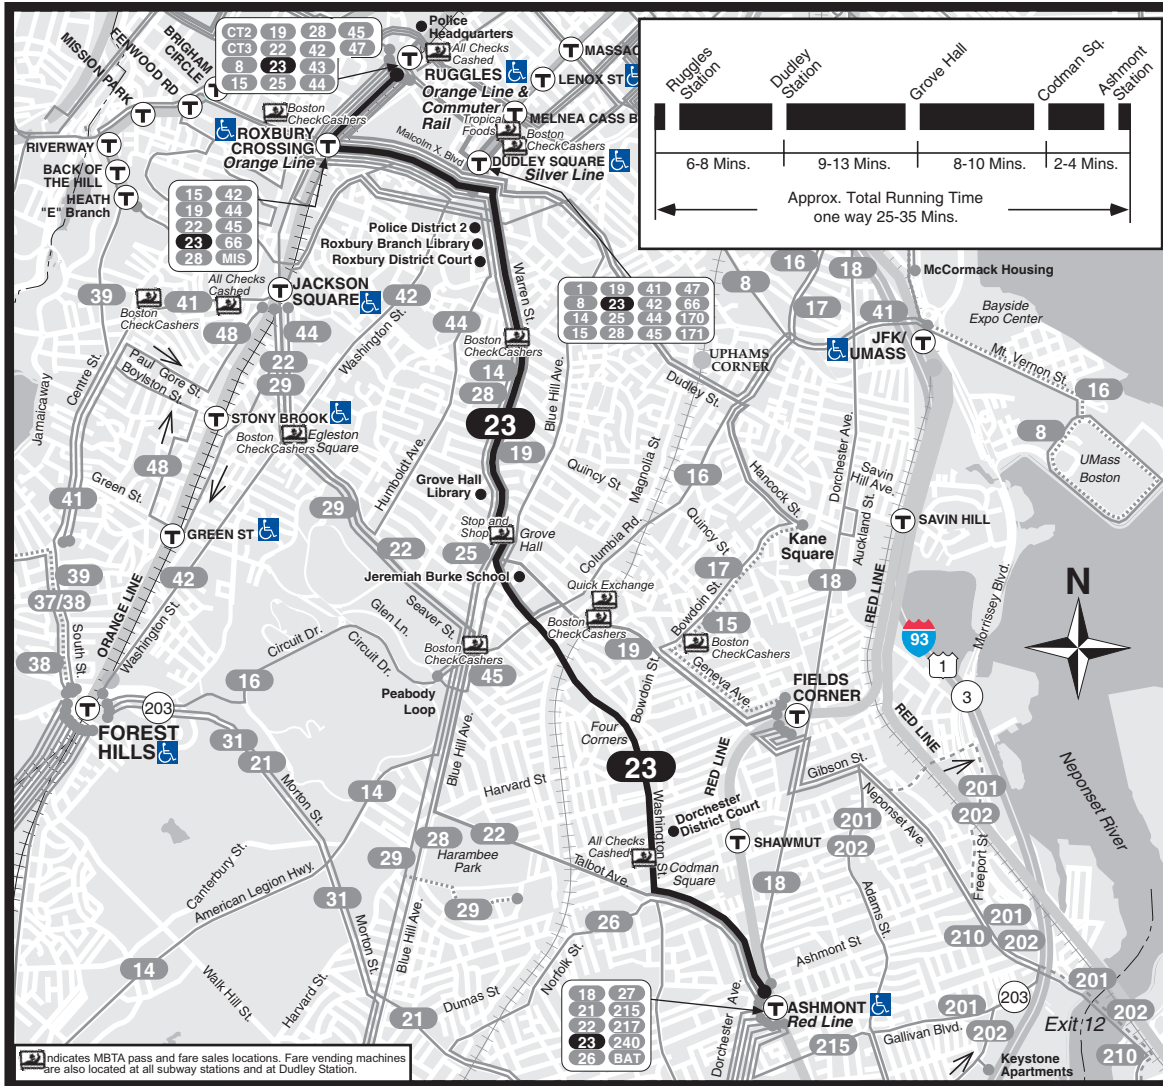 Police
Headquarters
CT2 19 28 45
CT3 22 42 47
8 23 43
15 25 44
All Checks
Cashed
RUGGLES
Orange Line &
Commuter
Rail
MASSAC
LENOX ST
MELNEA CASS B
Tropical
Foods
Boston
CheckCashers
DUDLEY SQUARE
Silver Line
Malcolm X. Blvd
BRIGHAM
CIRCLE
FENWOOD RD
MISSION PARK
RIVERWAY
BACK OF
THE HILL
HEATH
"E" Branch
Boston
CheckCashers
ROXBURY
CROSSING
Orange Line
Ruggles
Station
Dudley
Station
Grove Hall
Codman Sq.
Ashmont
Station
6-8 Mins.
9-13 Mins.
8-10 Mins.
2-4 Mins.
Approx. Total Running Time
one way 25-35 Mins.
15 42
19 44
22 45
23 66
28 MIS
Police District 2
Roxbury Branch Library
Roxbury District Court
Warren St.
1 19 41 47
8 23 42 66
14 25 44 170
15 28 45 171
16
18
8
17
41
McCormack Housing
Bayside
Expo Center
JFK/
UMASS
Mt. Vernon St.
16
8
UMass
Boston
All Checks
Cashed
JACKSON
SQUARE
39
41
Boston
CheckCashers
48
44
42
44
Washington St.
Centre St.
Paul Gore St.
Boylston St.
Jamaicaway
22
29
Boston
CheckCashers
14
28
23
19
Blue Hill Ave.
UPHAMS
CORNER
Dudley St.
STONY BROOK
Boston
CheckCashers
Egleston
Square
48
Green St.
41
Humboldt Ave.
Quincy St
Magnolia St
16
Hancock St.
Dorchester Ave.
Savin
Hill Ave.
Auckland St.
SAVIN HILL
Grove Hall
Library
Stop and
Shop
Grove
Hall
29
22
25
Columbia Rd.
Quincy St
Kane
Square
17
18
RED LINE
Morrissey Blvd.
GREEN ST
39
37/38
42
ORANGE LINE
Washington St.
South St.
38
Jeremiah Burke School
Quick Exchange
Boston
CheckCashers
Bowdoin St.
15
Boston
CheckCashers
19
Geneva Ave.
Bowdoin St.
Glen Ln.
Seaver St.
Circuit Dr.
Circuit Dr.
Boston
CheckCashers
45
Peabody
Loop
93
1
3
N
16
203
FOREST
HILLS
31
21
Morton St.
FIELDS
CORNER
RED LINE
Four
Corners
23
RED LINE
Gibson St.
Neponset Ave.
201
202
Neponset River
Blue Hill Ave.
Harvard St
14
28
22
29
Harambee
Park
Washington St.
Dorchester
District Court
SHAWMUT
201
202
Freeport St
All Checks
Cashed
Codman
Square
Talbot Ave.
18
Adams St.
Canterbury St.
American Legion Hwy.
31
Morton St.
29
Blue Hill Ave.
26
Norfolk St.
Ashmont St
201
210
202
14
Walk Hill St.
Harvard St.
21
Dumas St
18 27
21 215
22 217
23 240
26 BAT
Dorchester Ave.
ASHMONT
Red Line
215
Gallivan Blvd.
201
202
203
201
202
210
Exit 12
Keystone
Apartments
indicates MBTA pass and fare sales locations. Fare vending machines
are also located at all subway stations and at Dudley Station.